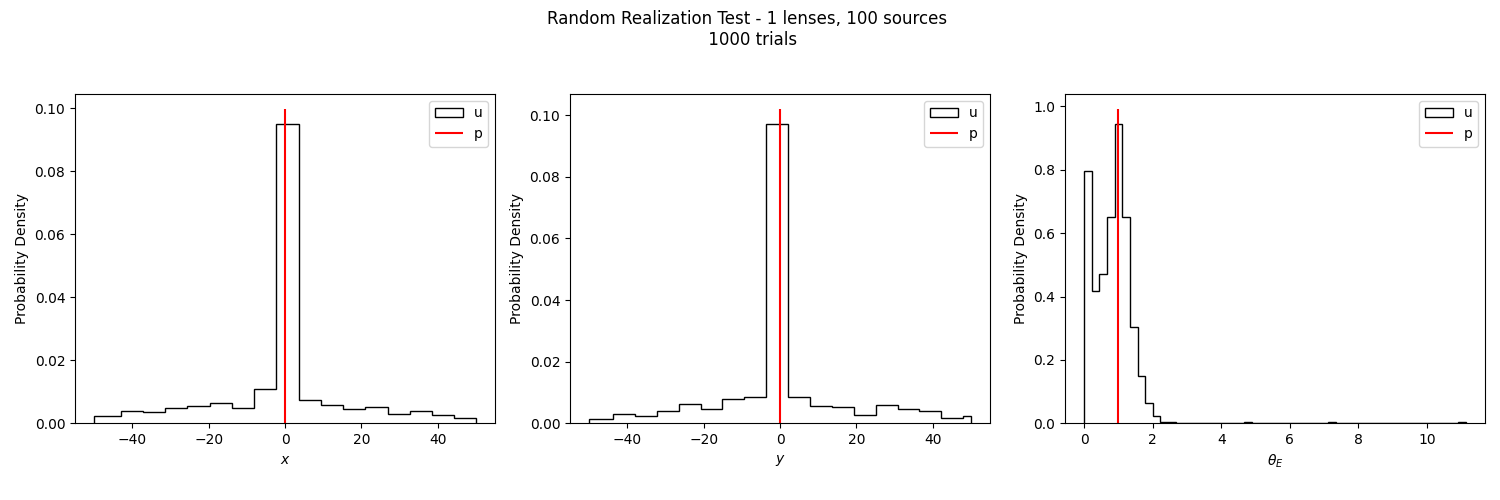 Random Realization Test - 1 lenses, 100 sources
1000 trials
Probability Density
0.10
0.08
0.06
0.04
0.02
0.00
−40
−20
0
20
40
x
u
p
Probability Density
0.10
0.08
0.06
0.04
0.02
0.00
−40
−20
0
20
40
y
u
p
Probability Density
1.0
0.8
0.6
0.4
0.2
0.0
0
2
4
6
8
10
θ_E
u
p